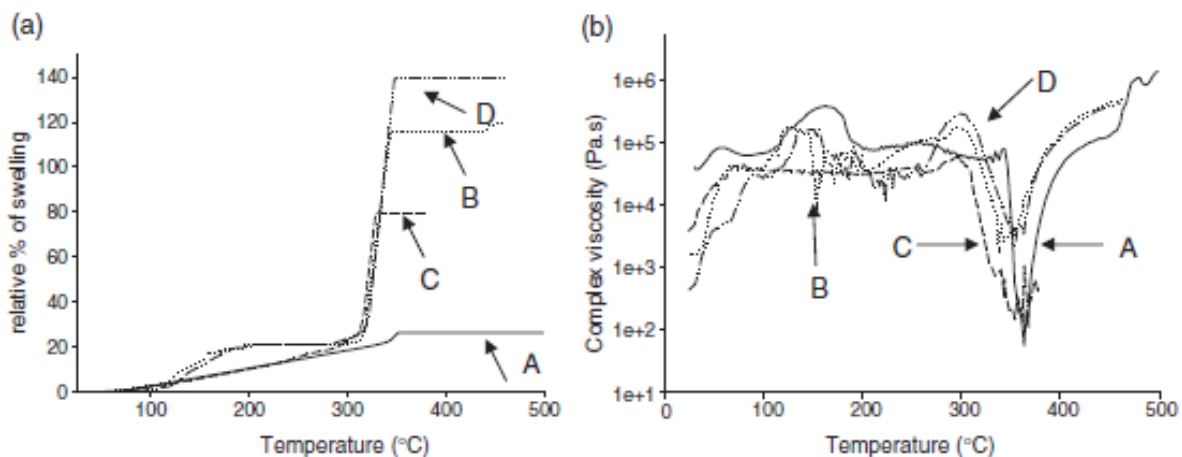 (a)
relative % of swelling
140
120
100
80
60
40
20
0
100
200
300
400
500
Temperature (°C)
D
B
C
A
(b)
Complex viscosity (Pa.s)
1e+6
1e+5
1e+4
1e+3
1e+2
1e+1
0
100
200
300
400
500
Temperature (°C)
D
C
A
B